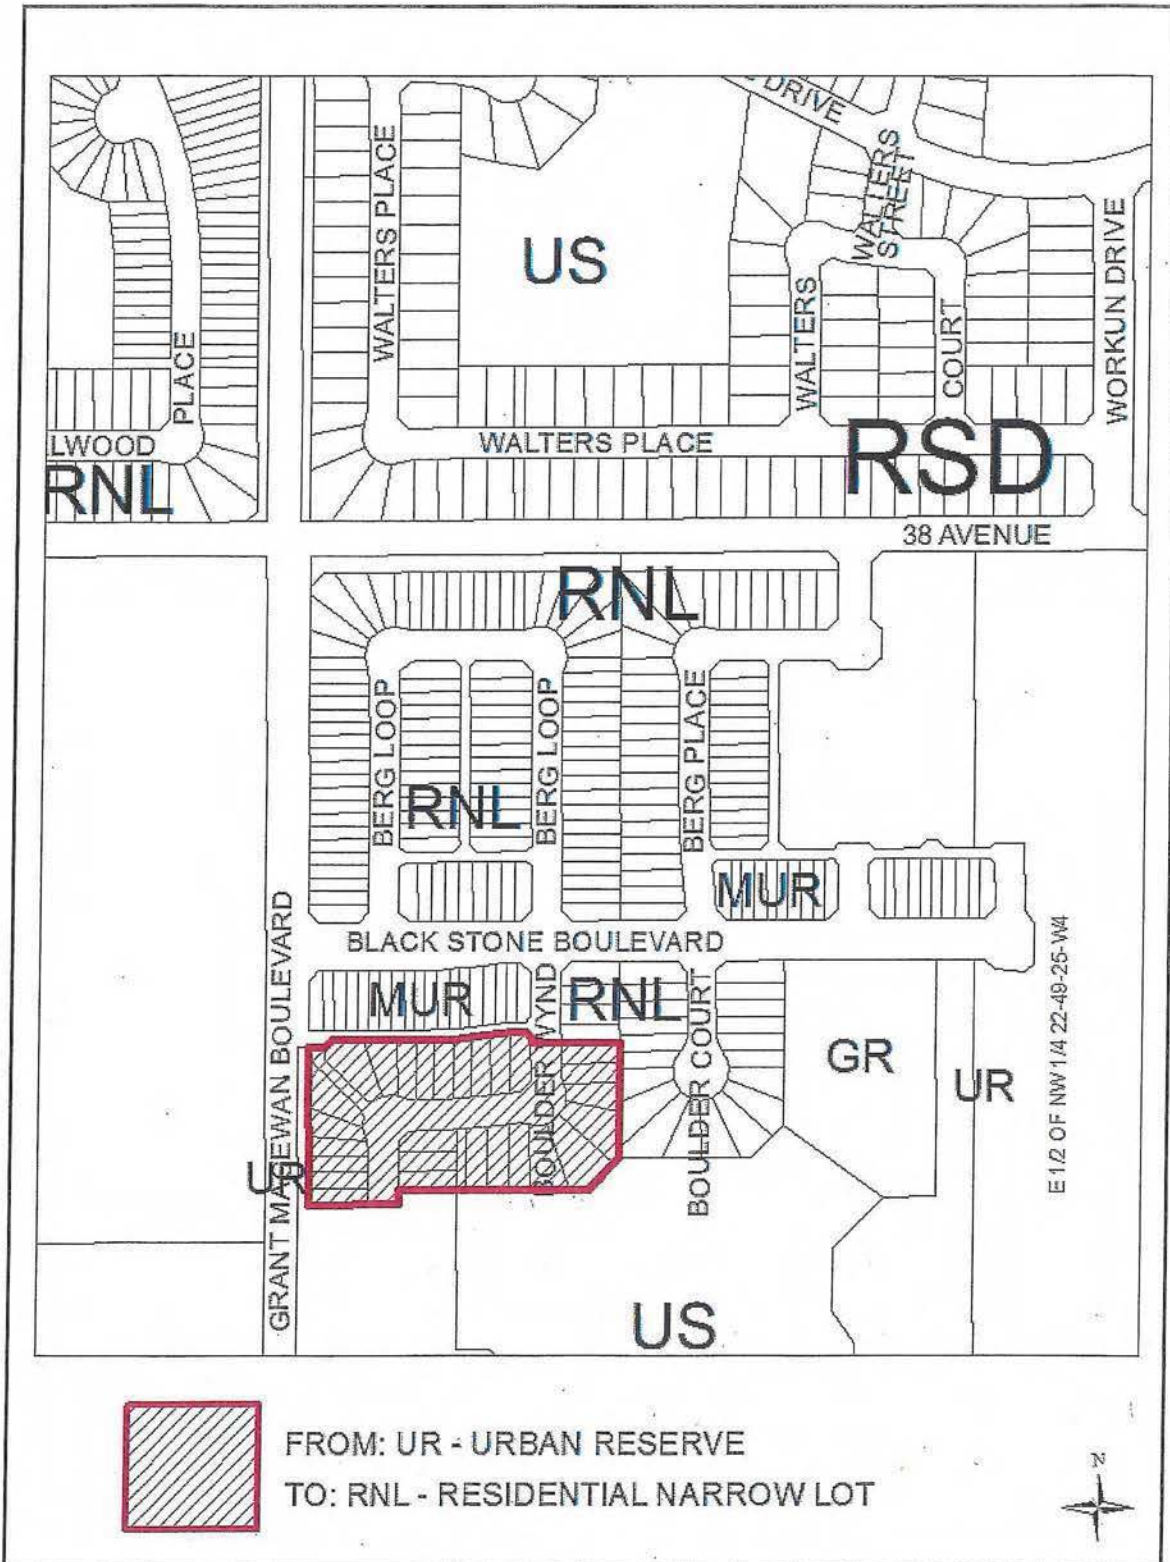 DRIVE
WALTERS PLACE
WALTERS
STREET
US
WORKUN DRIVE
PLACE
WALTERS
COURT
LWOOD
WALTERS PLACE
RSD
RNL
38 AVENUE
RNL
BERG LOOP
BERG LOOP
BERG PLACE
RNL
MUR
BLACK STONE BOULEVARD
GRANT MACEWAN BOULEVARD
MUR
BOULDER WYND
RNL
BOULDER COURT
GR
UR
E 1/2 OF NW 1/4 22-49-25-W4
UR
US
FROM: UR - URBAN RESERVE
TO: RNL - RESIDENTIAL NARROW LOT
N